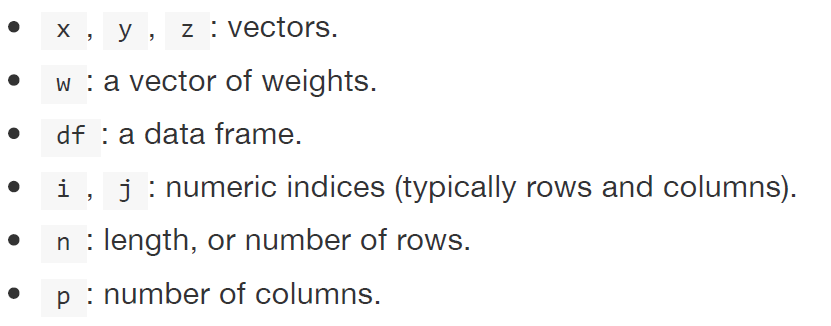 • x, y, z: vectors.
• w: a vector of weights.
• df: a data frame.
• i, j: numeric indices (typically rows and columns).
• n: length, or number of rows.
• p: number of columns.